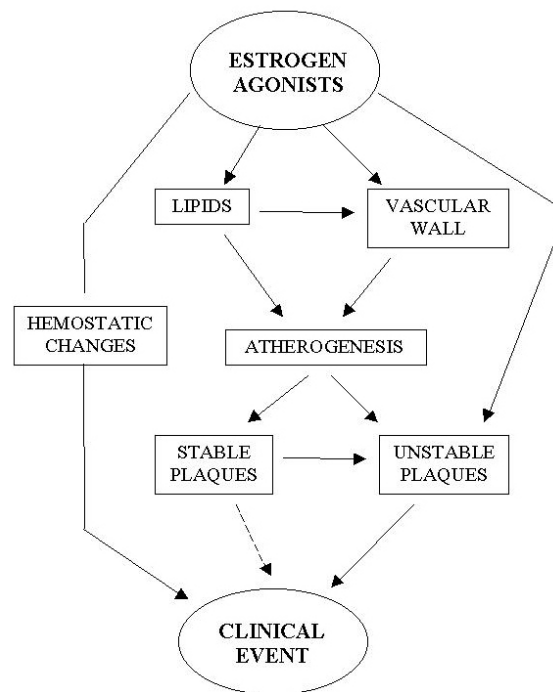 ESTROGEN
AGONISTS
LIPIDS
VASCULAR
WALL
HEMOSTATIC
CHANGES
ATHEROGENESIS
STABLE
PLAQUES
UNSTABLE
PLAQUES
CLINICAL
EVENT